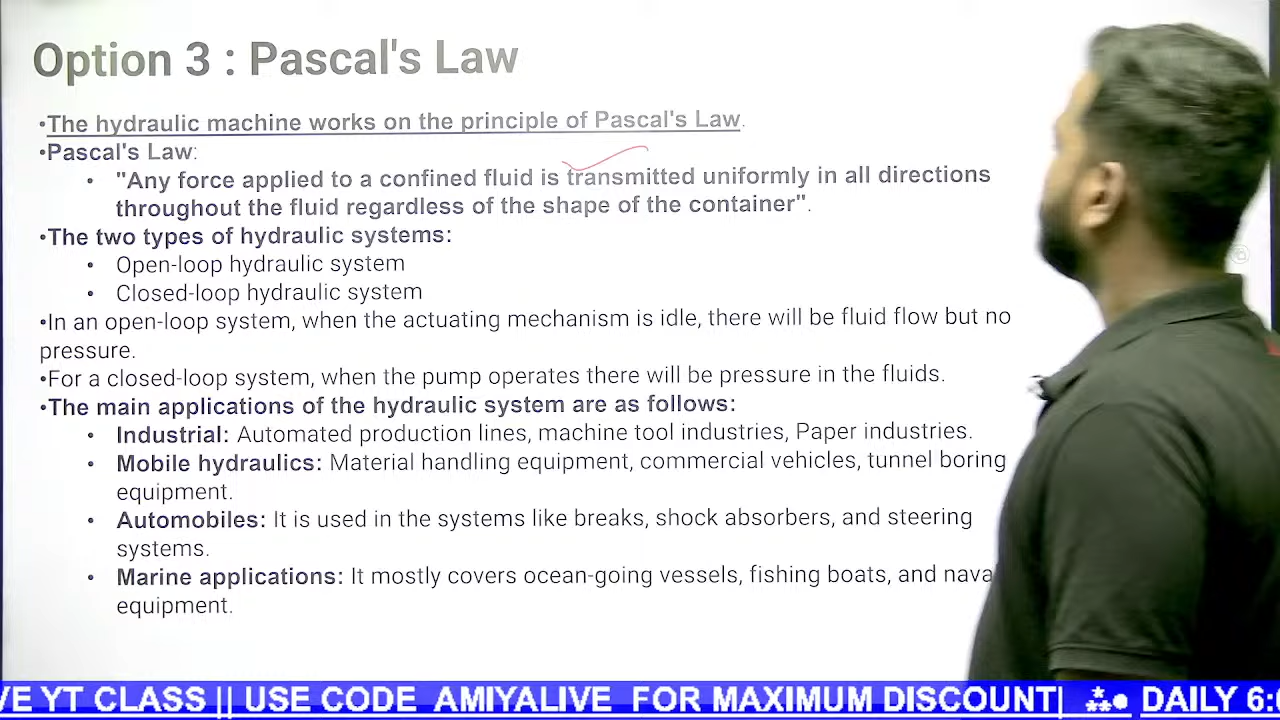 Option 3 : Pascal's Law
•The hydraulic machine works on the principle of Pascal's Law.
•Pascal's Law:
• "Any force applied to a confined fluid is transmitted uniformly in all directions
throughout the fluid regardless of the shape of the container".
•The two types of hydraulic systems:
• Open-loop hydraulic system
• Closed-loop hydraulic system
•In an open-loop system, when the actuating mechanism is idle, there will be fluid flow but no
pressure.
•For a closed-loop system, when the pump operates there will be pressure in the fluids.
•The main applications of the hydraulic system are as follows:
• Industrial: Automated production lines, machine tool industries, Paper industries.
• Mobile hydraulics: Material handling equipment, commercial vehicles, tunnel boring
equipment.
• Automobiles: It is used in the systems like breaks, shock absorbers, and steering
systems.
• Marine applications: It mostly covers ocean-going vessels, fishing boats, and nava
equipment.
VE YT CLASS || USE CODE AMIYALIVE FOR MAXIMUM DISCOUNT| DAILY 6: